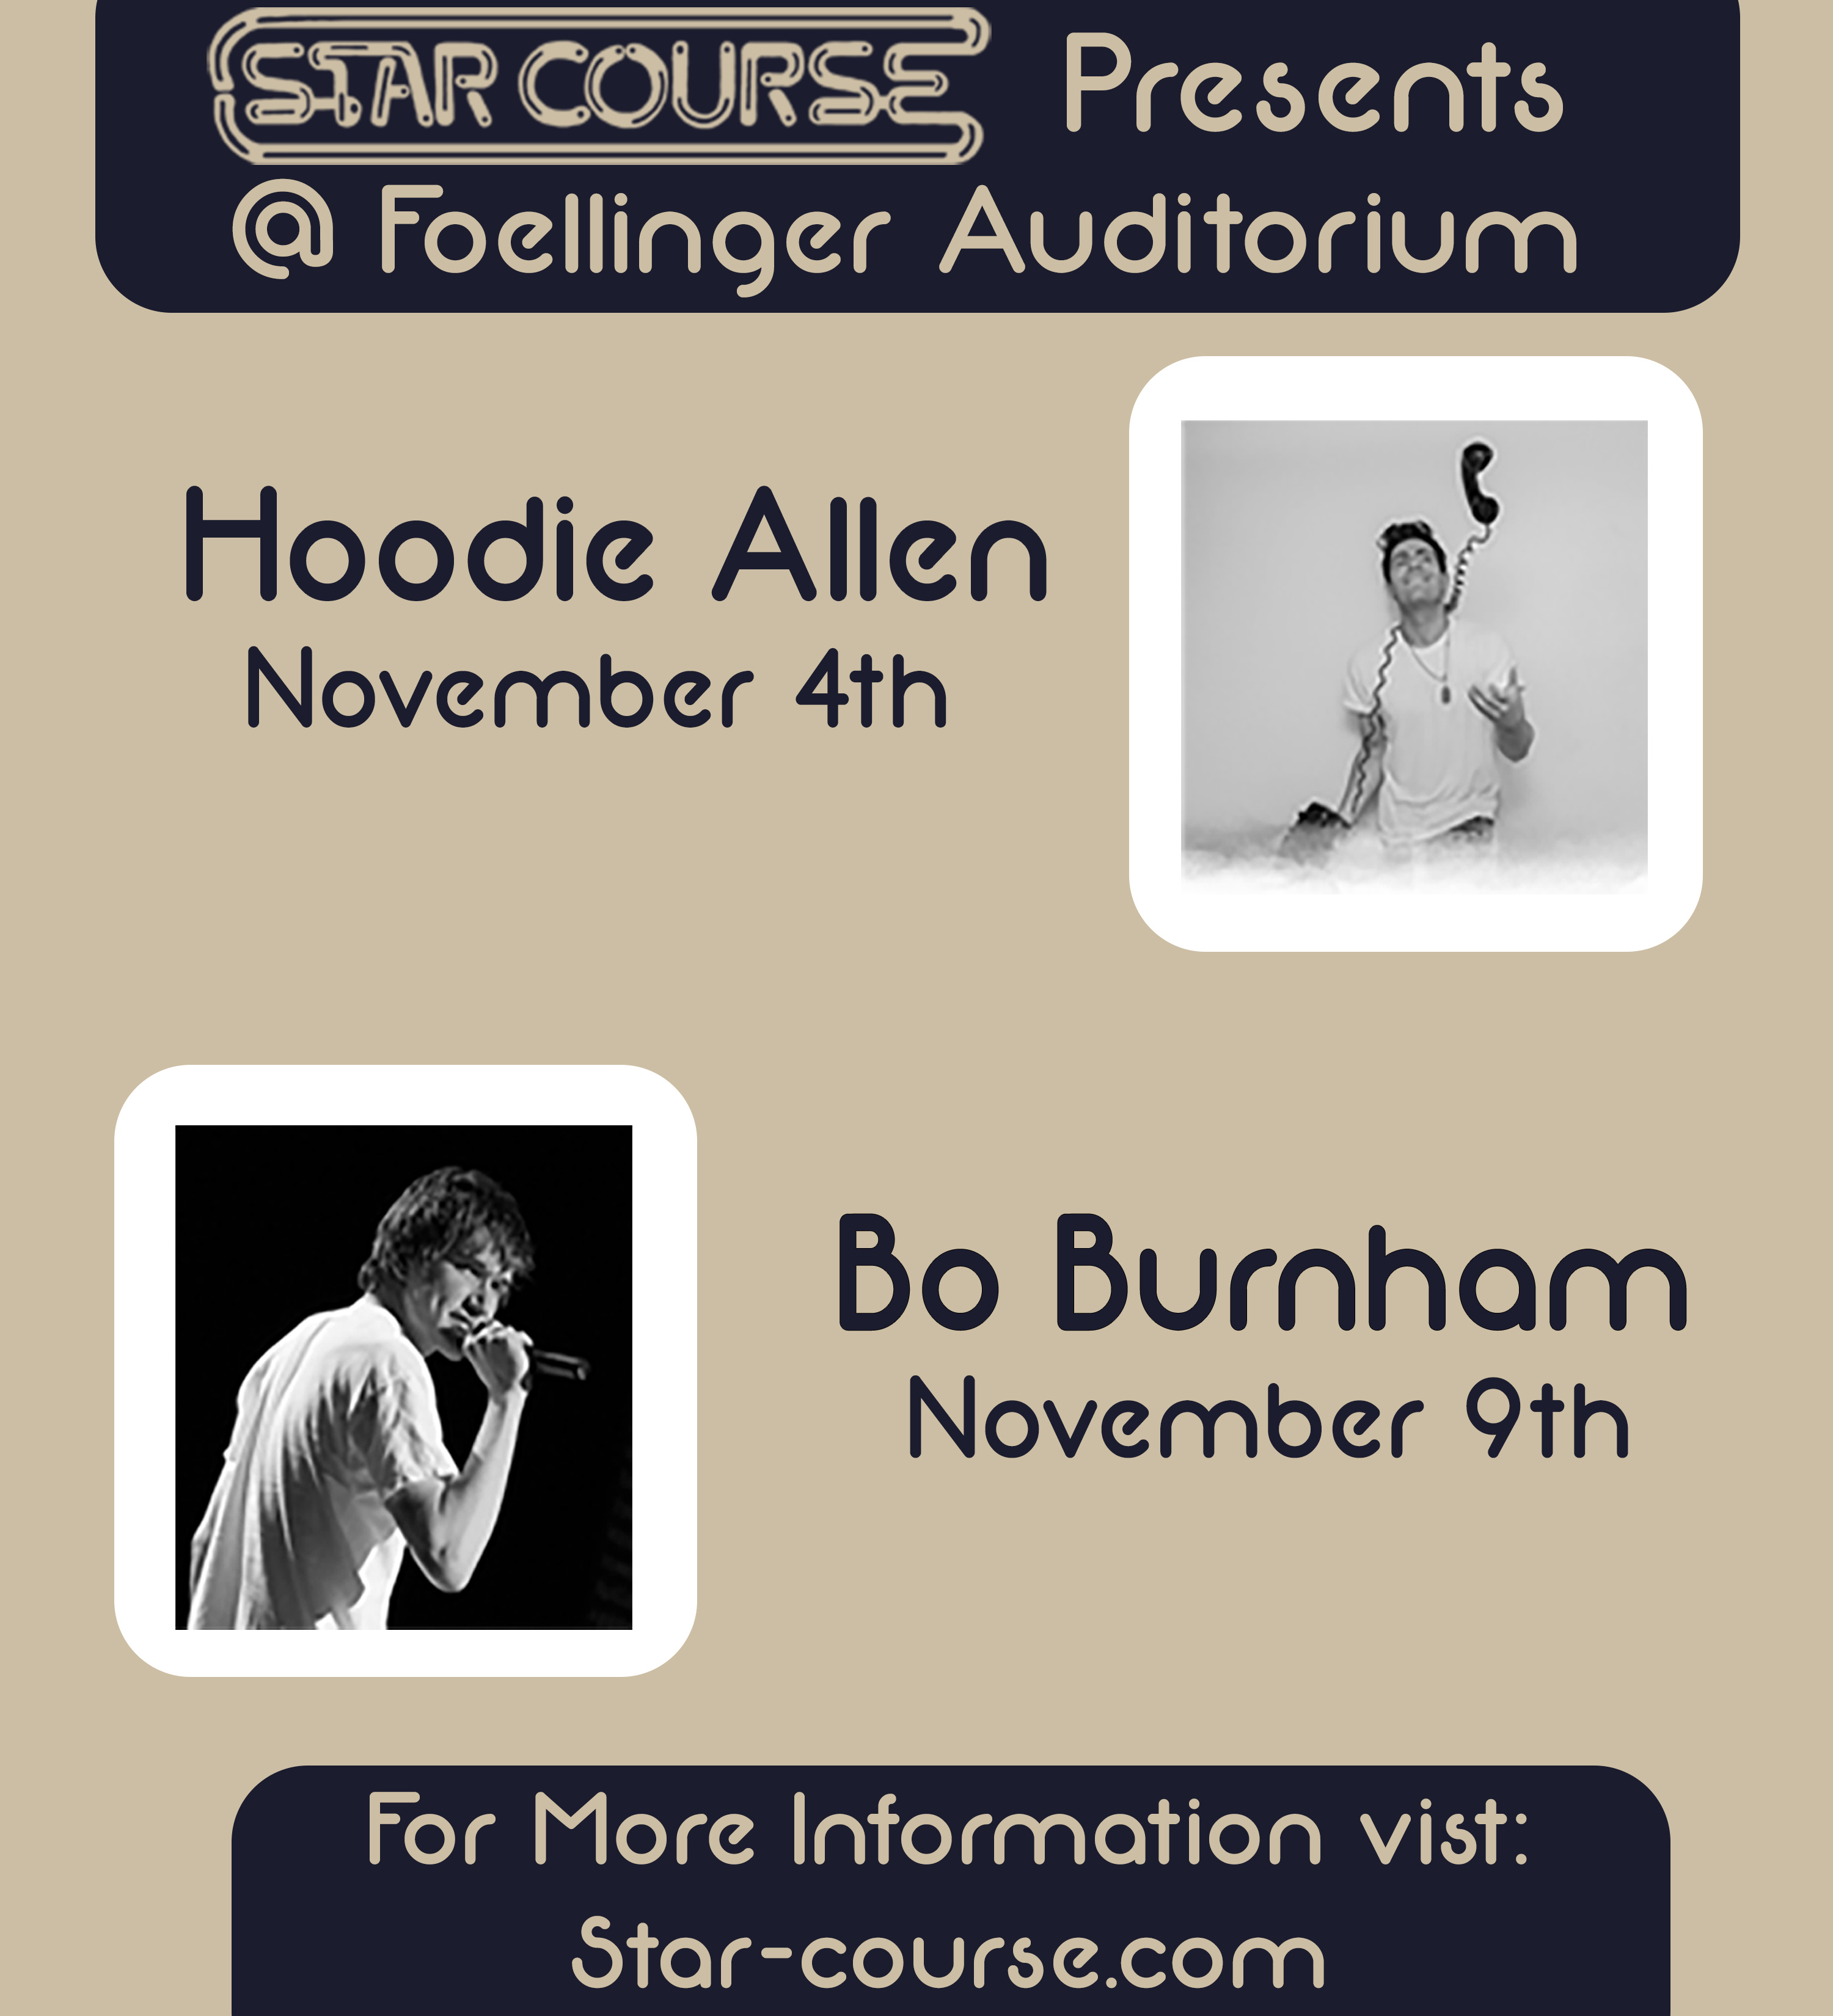 STAR COURSE Presents
@ Foellinger Auditorium
Hoodie Allen
November 4th
Bo Burnham
November 9th
For More Information vist:
Star-course.com